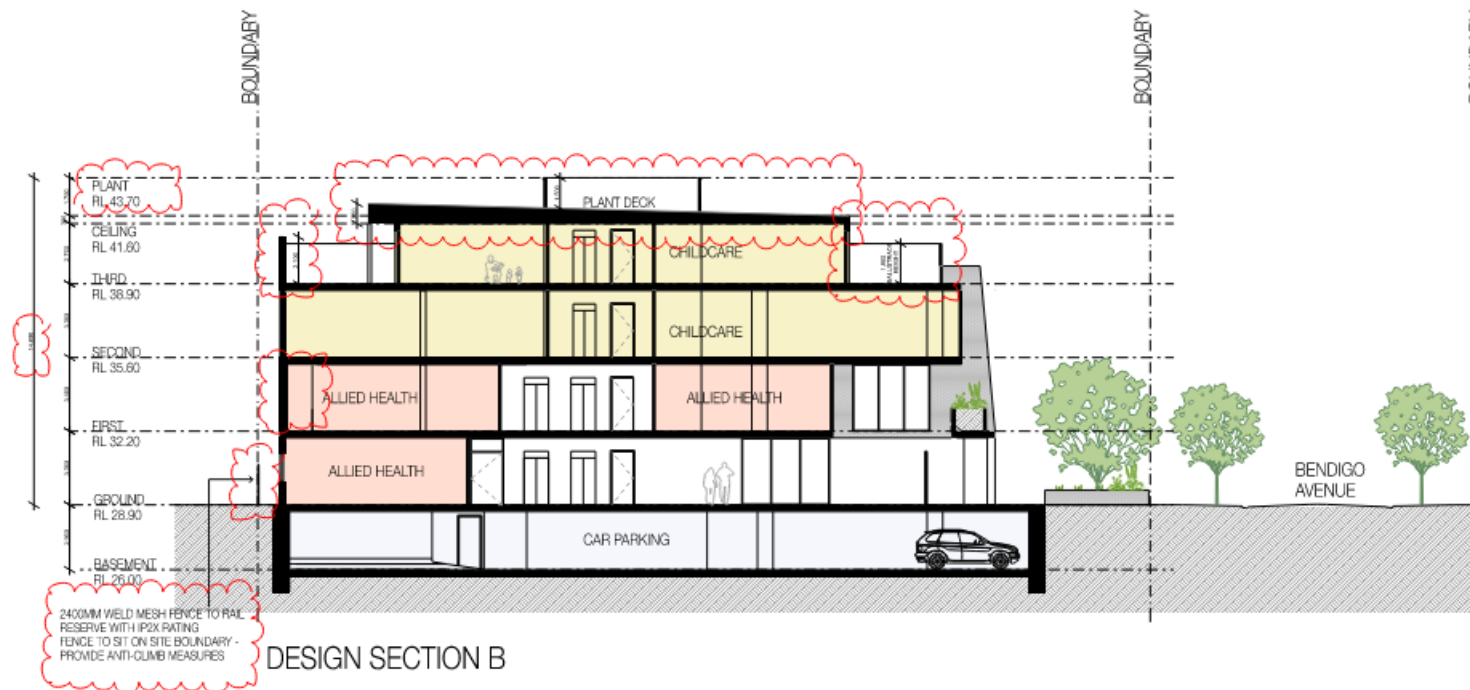 BOUNDARY
BOUNDARY
PLANT
RL 43.70
PLANT DECK
CEILING
RL 41.60
CHILDCARE
THIRD
RL 38.90
CHILDCARE
SECOND
RL 35.60
ALLIED HEALTH
ALLIED HEALTH
FIRST
RL 32.20
ALLIED HEALTH
BENDIGO
AVENUE
GROUND
RL 28.90
CAR PARKING
BASEMENT
RL 26.00
2400MM WELD MESH FENCE TO RAIL
RESERVE WITH IP2X RATING
FENCE TO SIT ON SITE BOUNDARY -
PROVIDE ANTI-CLIMB MEASURES
DESIGN SECTION B